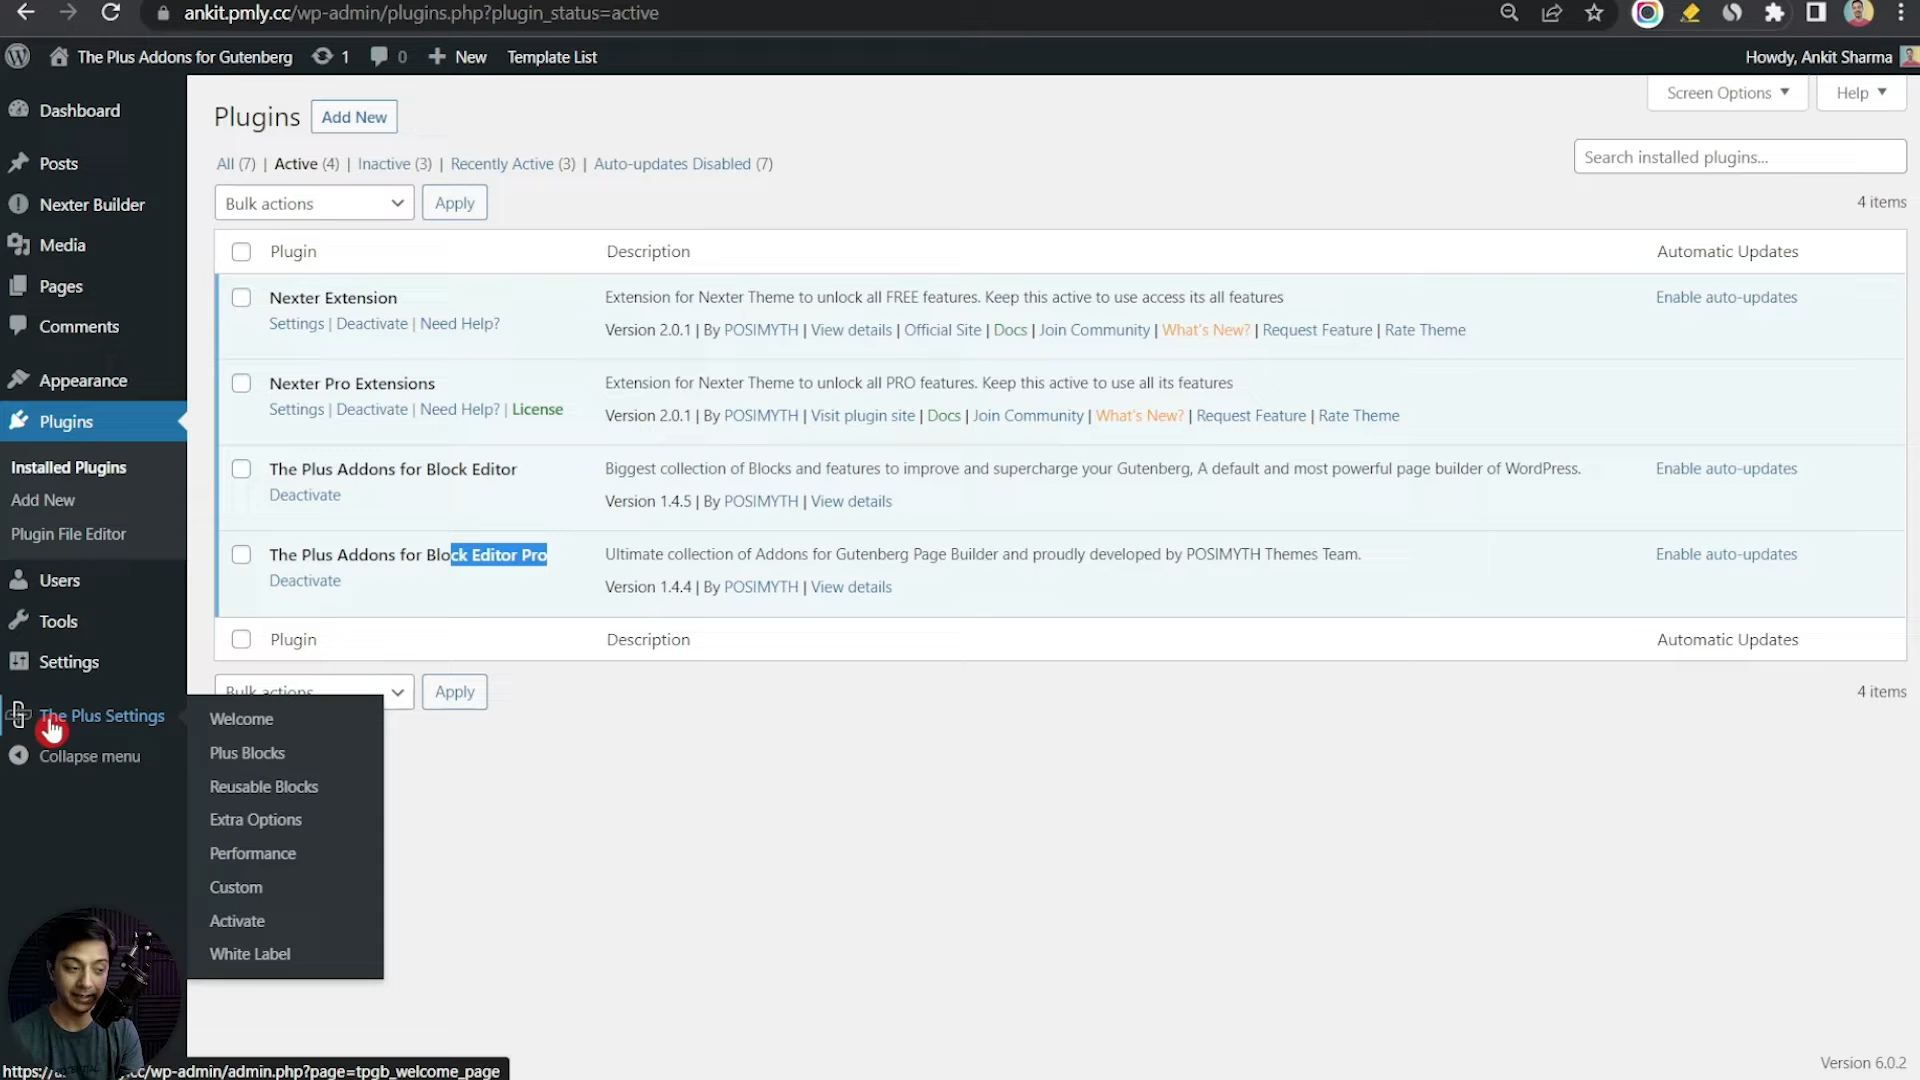 ankit.pmly.cc/wp-admin/plugins.php?plugin_status=active
The Plus Addons for Gutenberg 1 0 New Template List Howdy, Ankit Sharma
Screen Options Help
Plugins Add New
All (7) | Active (4) | Inactive (3) | Recently Active (3) | Auto-updates Disabled (7)
Search installed plugins...
Bulk actions Apply 4 items
Plugin Description Automatic Updates
Nexter Extension Extension for Nexter Theme to unlock all FREE features. Keep this active to use access its all features Enable auto-updates
Settings | Deactivate | Need Help? Version 2.0.1 | By POSIMYTH | View details | Official Site | Docs | Join Community | What's New? | Request Feature | Rate Theme
Nexter Pro Extensions Extension for Nexter Theme to unlock all PRO features. Keep this active to use all its features
Settings | Deactivate | Need Help? | License Version 2.0.1 | By POSIMYTH | Visit plugin site | Docs | Join Community | What's New? | Request Feature | Rate Theme
The Plus Addons for Block Editor Biggest collection of Blocks and features to improve and supercharge your Gutenberg, A default and most powerful page builder of WordPress. Enable auto-updates
Deactivate Version 1.4.5 | By POSIMYTH | View details
The Plus Addons for Block Editor Pro Ultimate collection of Addons for Gutenberg Page Builder and proudly developed by POSIMYTH Themes Team. Enable auto-updates
Deactivate Version 1.4.4 | By POSIMYTH | View details
Plugin Description Automatic Updates
Bulk actions Apply 4 items
Dashboard
Posts
Nexter Builder
Media
Pages
Comments
Appearance
Plugins
Installed Plugins
Add New
Plugin File Editor
Users
Tools
Settings
The Plus Settings
Collapse menu
Welcome
Plus Blocks
Reusable Blocks
Extra Options
Performance
Custom
Activate
White Label
Version 6.0.2
cc/wp-admin/admin.php?page=tpgb_welcome_page